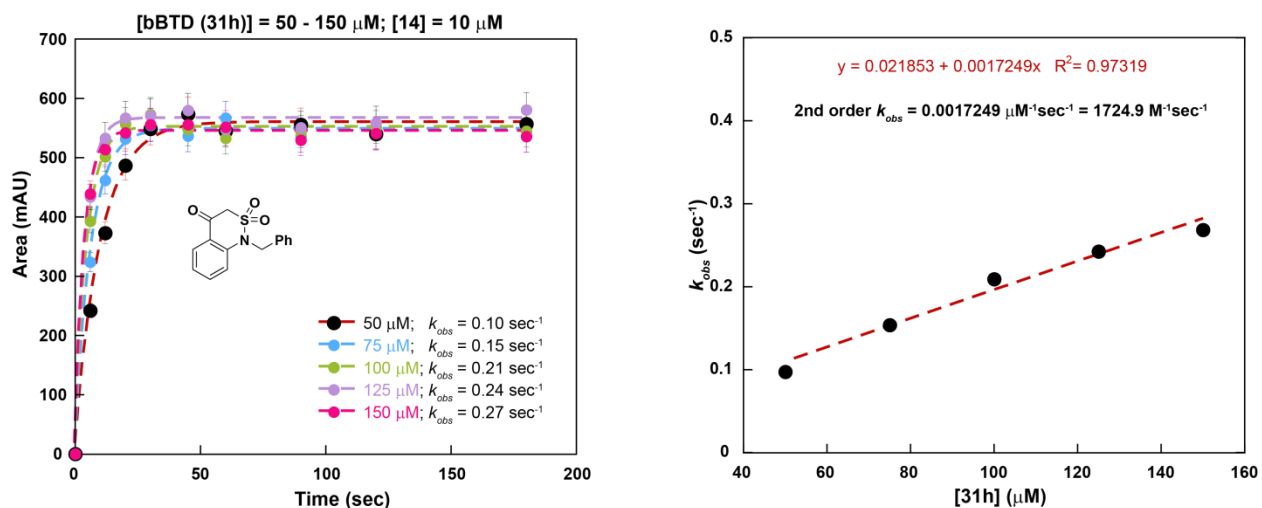 [bBTD (31h)] = 50 - 150 μM; [14] = 10 μM
700
600
500
400
300
200
100
0
Area (mAU)
O
O
S
O
N
Ph
50 μM; kobs = 0.10 sec⁻¹
75 μM; kobs = 0.15 sec⁻¹
100 μM; kobs = 0.21 sec⁻¹
125 μM; kobs = 0.24 sec⁻¹
150 μM; kobs = 0.27 sec⁻¹
0 50 100 150 200
Time (sec)
0.5
0.4
0.3
0.2
0.1
0
kobs (sec⁻¹)
y = 0.021853 + 0.0017249x R²= 0.97319
2nd order kobs = 0.0017249 μM⁻¹sec⁻¹ = 1724.9 M⁻¹sec⁻¹
40 60 80 100 120 140 160
[31h] (μM)